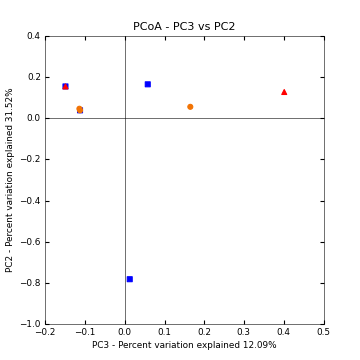 PCoA - PC3 vs PC2
PC2 - Percent variation explained 31.52%
0.4
0.2
0.0
−0.2
−0.4
−0.6
−0.8
−1.0
−0.2 −0.1 0.0 0.1 0.2 0.3 0.4 0.5
PC3 - Percent variation explained 12.09%